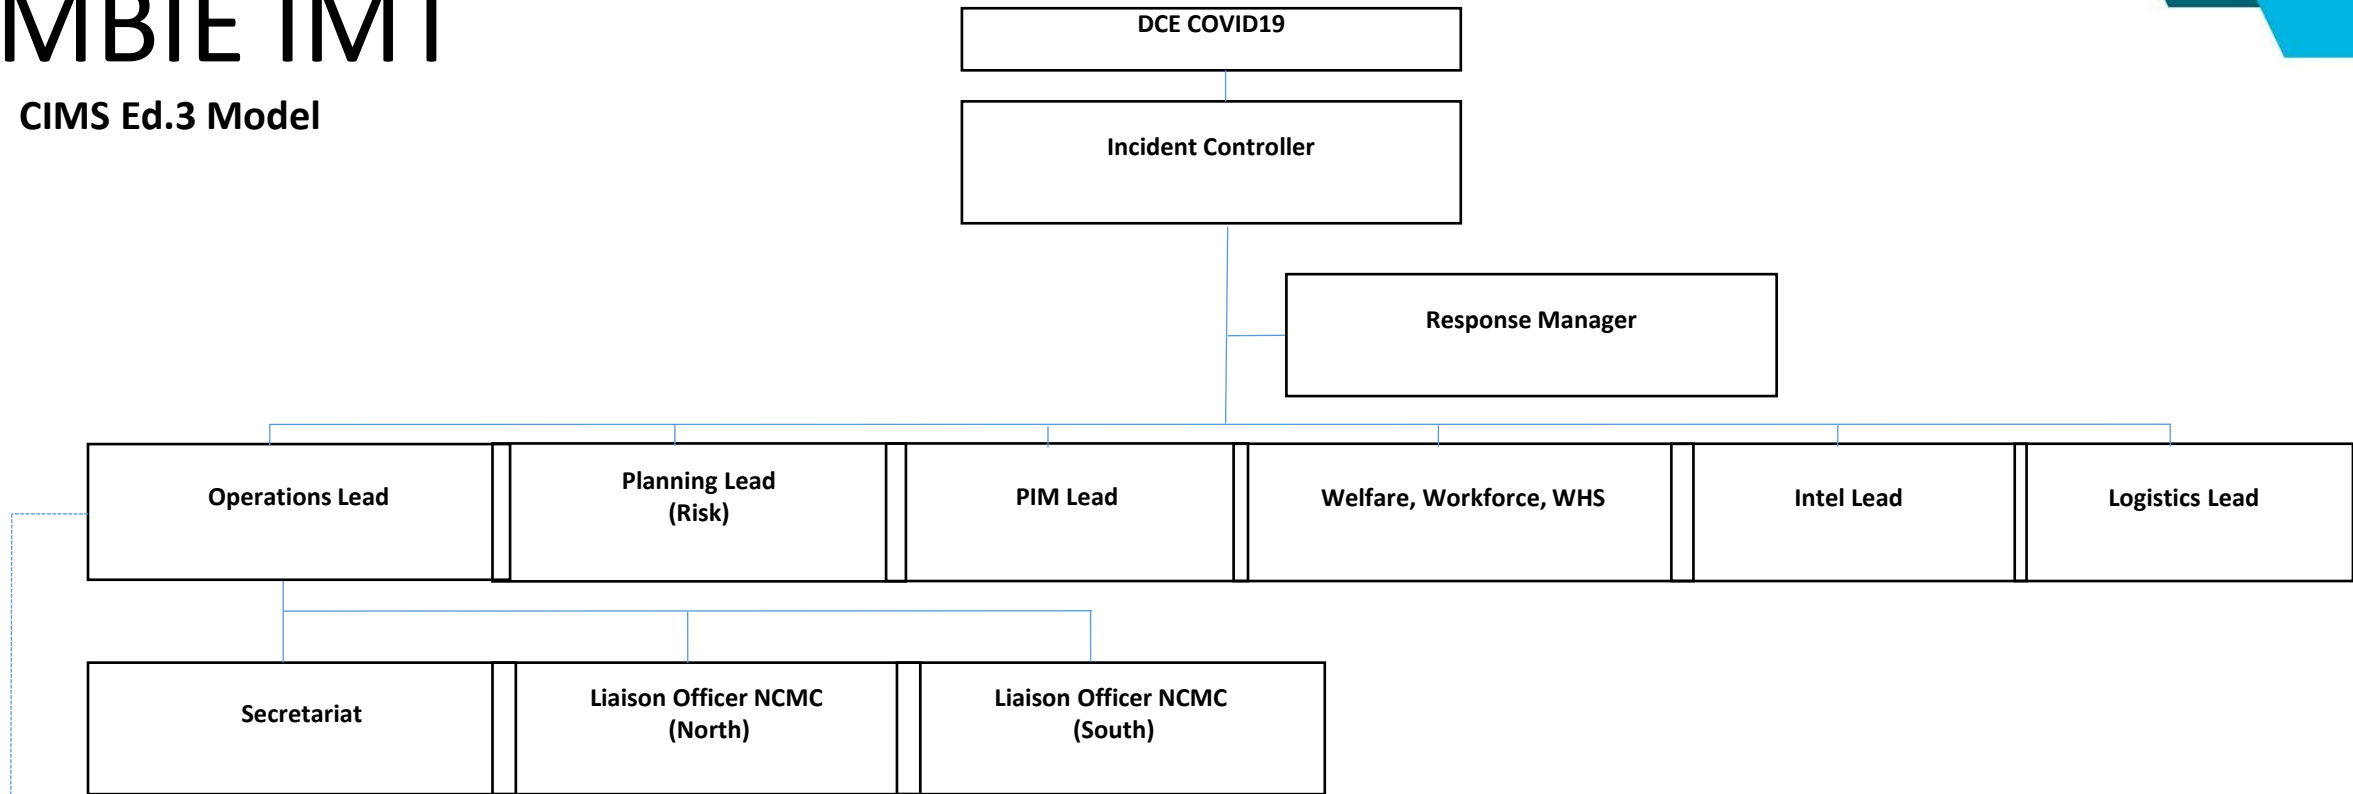 MBIE IMT
CIMS Ed.3 Model
DCE COVID19
Incident Controller
Response Manager
Operations Lead
Planning Lead
(Risk)
PIM Lead
Welfare, Workforce, WHS
Intel Lead
Logistics Lead
Secretariat
Liaison Officer NCMC
(North)
Liaison Officer NCMC
(South)